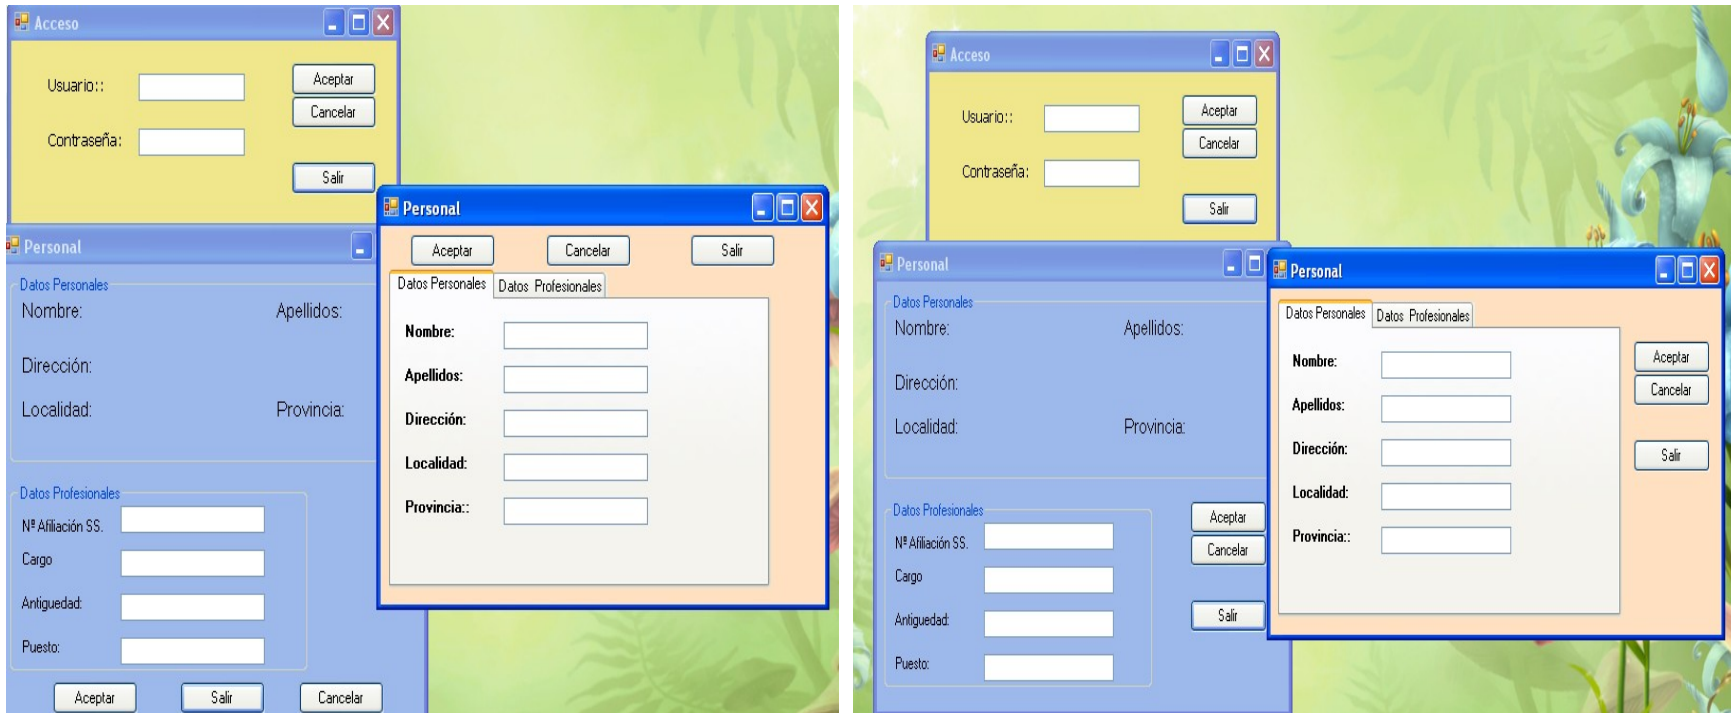 Acceso
Usuario::
Aceptar
Cancelar
Contraseña:
Salir
Personal
Datos Personales
Nombre: Apellidos:
Dirección:
Localidad: Provincia:
Datos Profesionales
Nº Afiliación SS.
Cargo
Antiguedad:
Puesto:
Aceptar Salir Cancelar
Personal
Aceptar Cancelar Salir
Datos Personales Datos Profesionales
Nombre:
Apellidos:
Dirección:
Localidad:
Provincia::
Acceso
Usuario::
Aceptar
Cancelar
Contraseña:
Salir
Personal
Datos Personales
Nombre: Apellidos:
Dirección:
Localidad: Provincia:
Datos Profesionales
Nº Afiliación SS.
Cargo
Antiguedad:
Puesto:
Aceptar
Cancelar
Salir
Personal
Datos Personales Datos Profesionales
Nombre:
Apellidos:
Dirección:
Localidad:
Provincia::
Aceptar
Cancelar
Salir